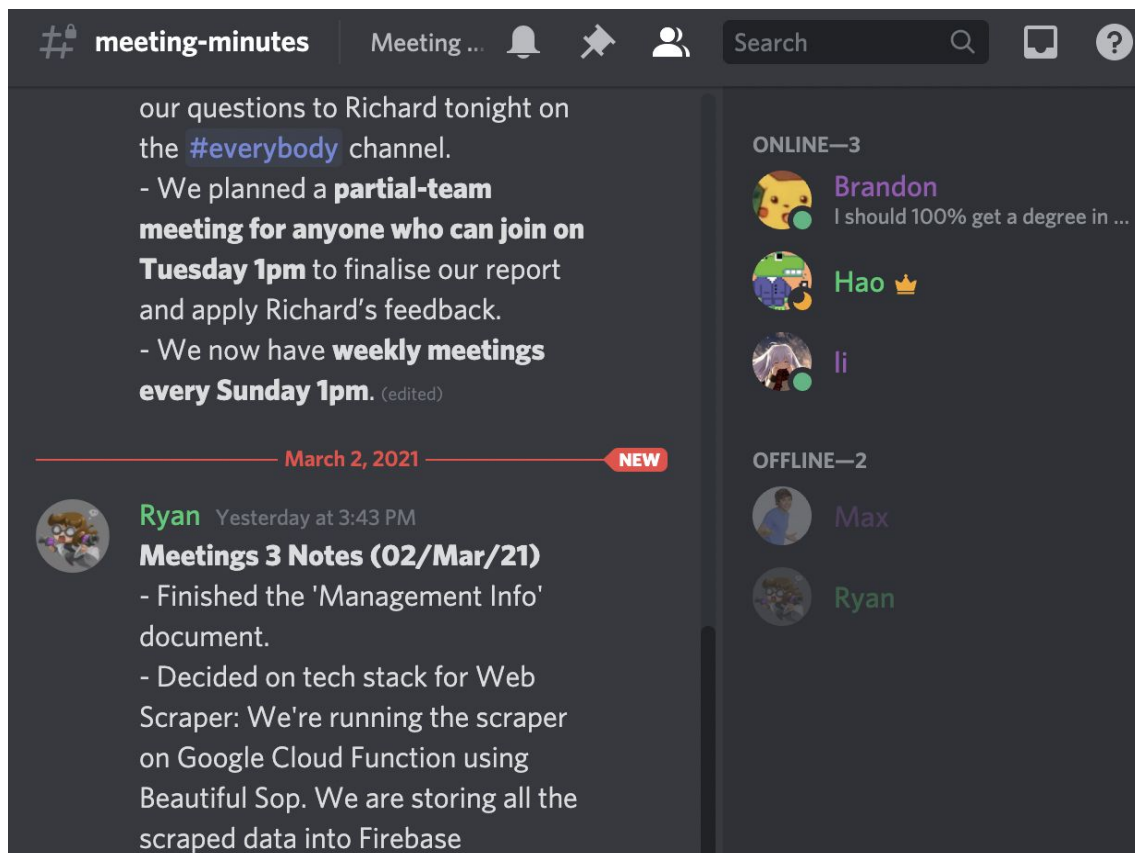 meeting-minutes
Meeting ...
Search
our questions to Richard tonight on
the #everybody channel.
- We planned a partial-team
meeting for anyone who can join on
Tuesday 1pm to finalise our report
and apply Richard's feedback.
- We now have weekly meetings
every Sunday 1pm. (edited)
March 2, 2021
NEW
Ryan Yesterday at 3:43 PM
Meetings 3 Notes (02/Mar/21)
- Finished the 'Management Info'
document.
- Decided on tech stack for Web
Scraper: We're running the scraper
on Google Cloud Function using
Beautiful Sop. We are storing all the
scraped data into Firebase
ONLINE—3
Brandon
I should 100% get a degree in ...
Hao
li
OFFLINE—2
Max
Ryan